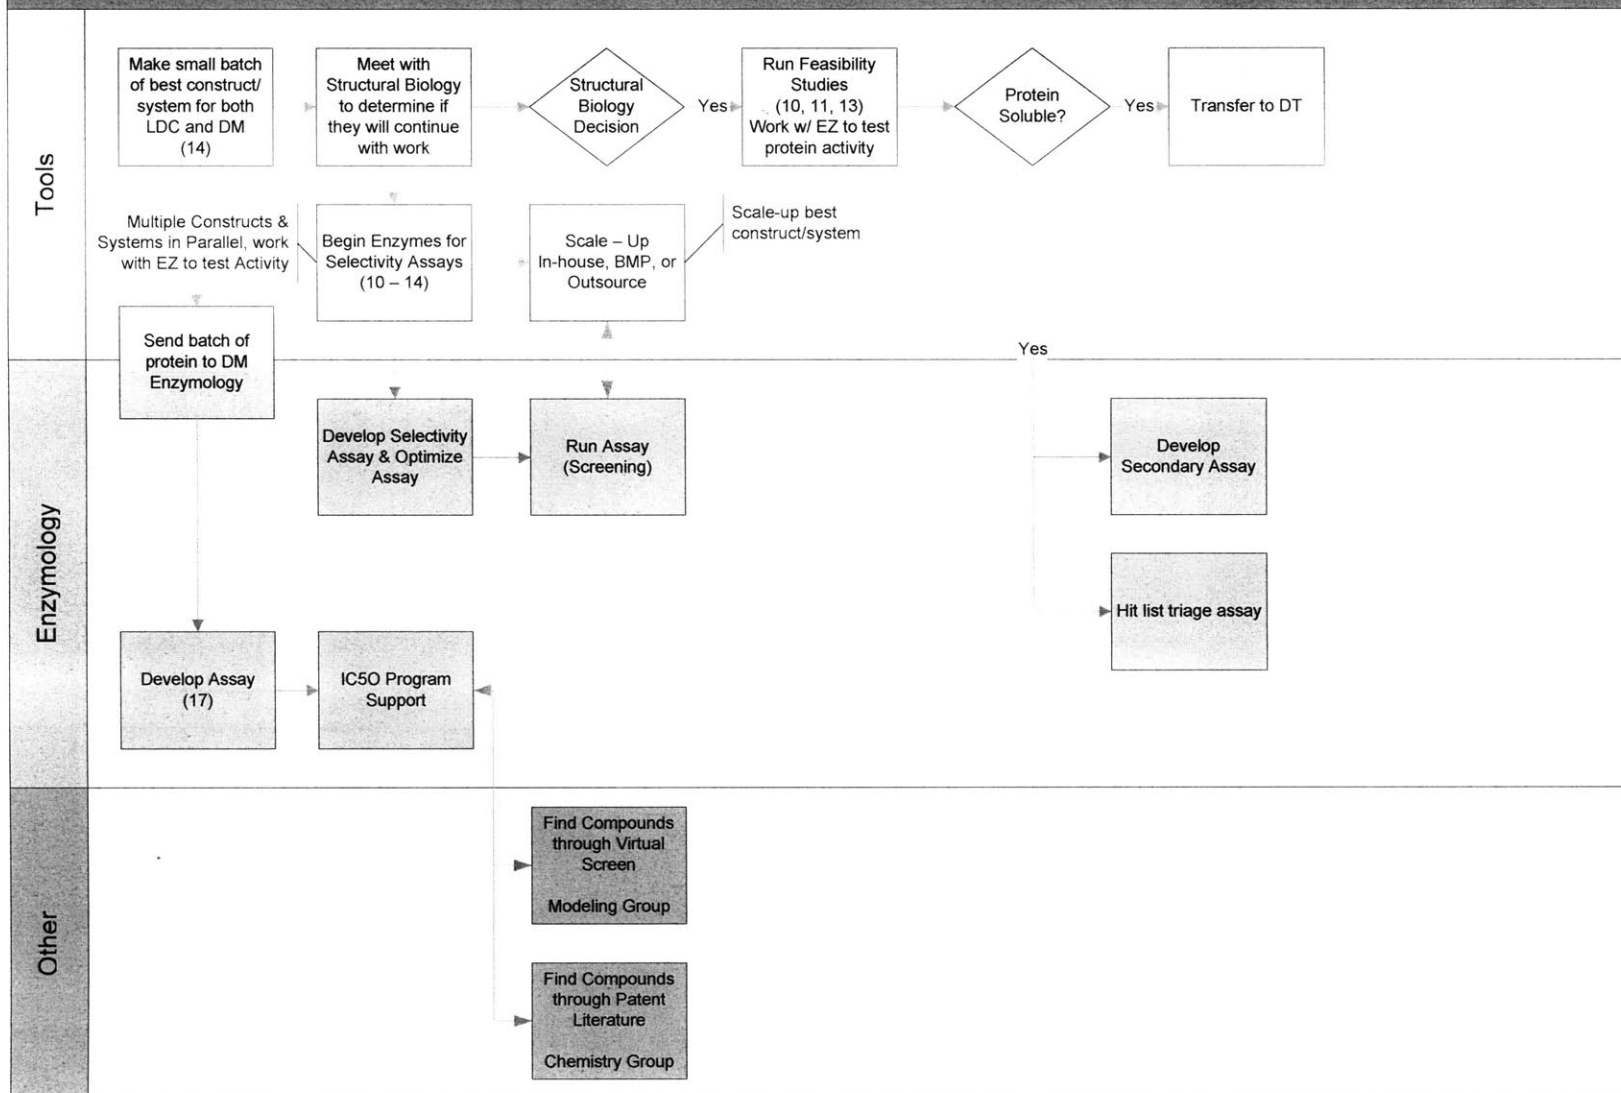 Tools
Make small batch
of best construct/
system for both
LDC and DM
(14)
Meet with
Structural Biology
to determine if
they will continue
with work
Structural
Biology
Decision
Yes
Run Feasibility
Studies
(10, 11, 13)
Work w/ EZ to test
protein activity
Protein
Soluble?
Yes
Transfer to DT
Multiple Constructs &
Systems in Parallel, work
with EZ to test Activity
Begin Enzymes for
Selectivity Assays
(10 – 14)
Scale – Up
In-house, BMP, or
Outsource
Scale-up best
construct/system
Send batch of
protein to DM
Enzymology
Yes
Enzymology
Develop Selectivity
Assay & Optimize
Assay
Run Assay
(Screening)
Develop
Secondary Assay
Hit list triage assay
Develop Assay
(17)
IC5O Program
Support
Other
Find Compounds
through Virtual
Screen
Modeling Group
Find Compounds
through Patent
Literature
Chemistry Group